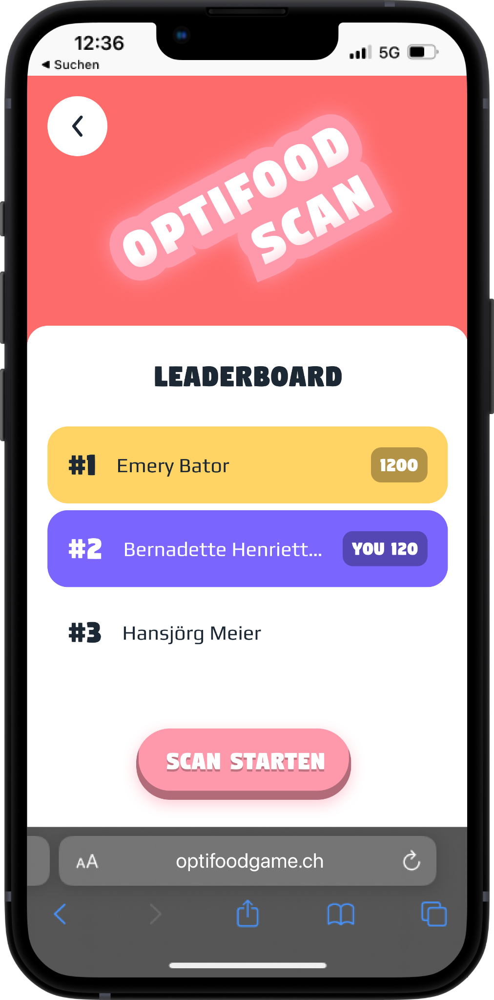 12:36
5G
◀ Suchen
OPTIFOOD
SCAN
LEADERBOARD
#1 Emery Bator 1200
#2 Bernadette Henriett... YOU 120
#3 Hansjörg Meier
SCAN STARTEN
AA optifoodgame.ch